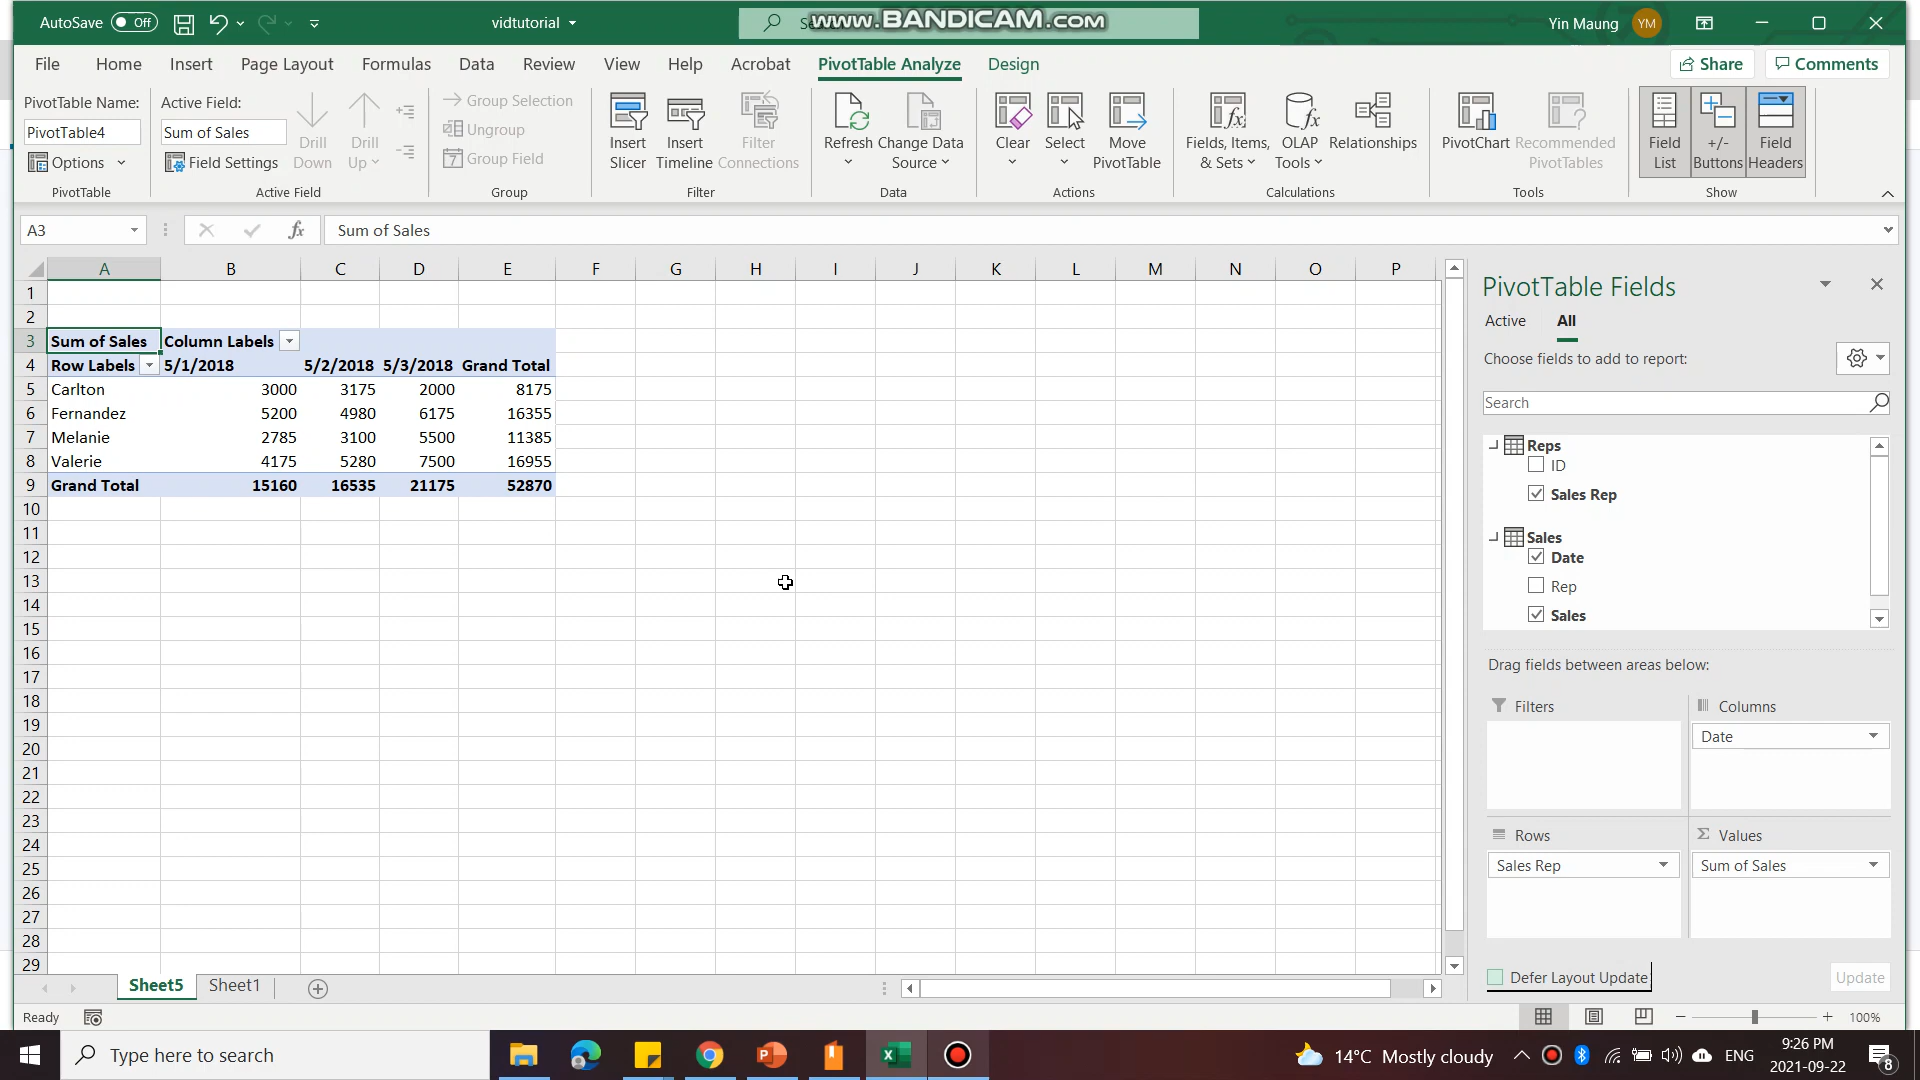 AutoSave Off vidtutorial www.BANDICAM.com Yin Maung YM
File Home Insert Page Layout Formulas Data Review View Help Acrobat PivotTable Analyze Design Share Comments
PivotTable Name:
PivotTable4
Options
PivotTable
Active Field:
Sum of Sales
Field Settings
Drill
Down
Drill
Up
Active Field
Group Selection
Ungroup
7 Group Field
Group
Insert
Slicer
Insert
Timeline
Filter
Connections
Filter
Refresh
Change Data
Source
Data
Clear
Select
Move
PivotTable
Actions
Fields, Items,
& Sets
OLAP
Tools
Relationships
Calculations
PivotChart
Recommended
PivotTables
Tools
Field
List
+/-
Buttons
Field
Headers
Show
A3 fx Sum of Sales
A B C D E F G H I J K L M N O P
1
2
3 Sum of Sales Column Labels
4 Row Labels 5/1/2018 5/2/2018 5/3/2018 Grand Total
5 Carlton 3000 3175 2000 8175
6 Fernandez 5200 4980 6175 16355
7 Melanie 2785 3100 5500 11385
8 Valerie 4175 5280 7500 16955
9 Grand Total 15160 16535 21175 52870
10
11
12
13
14
15
16
17
18
19
20
21
22
23
24
25
26
27
28
29
PivotTable Fields
Active All
Choose fields to add to report:
Search
Reps
ID
Sales Rep
Sales
Date
Rep
Sales
Drag fields between areas below:
Filters
Columns
Date
Rows
Sales Rep
Σ Values
Sum of Sales
Defer Layout Update Update
Sheet5 Sheet1
Ready 100%
Type here to search
14°C Mostly cloudy ENG
9:26 PM
2021-09-22
8